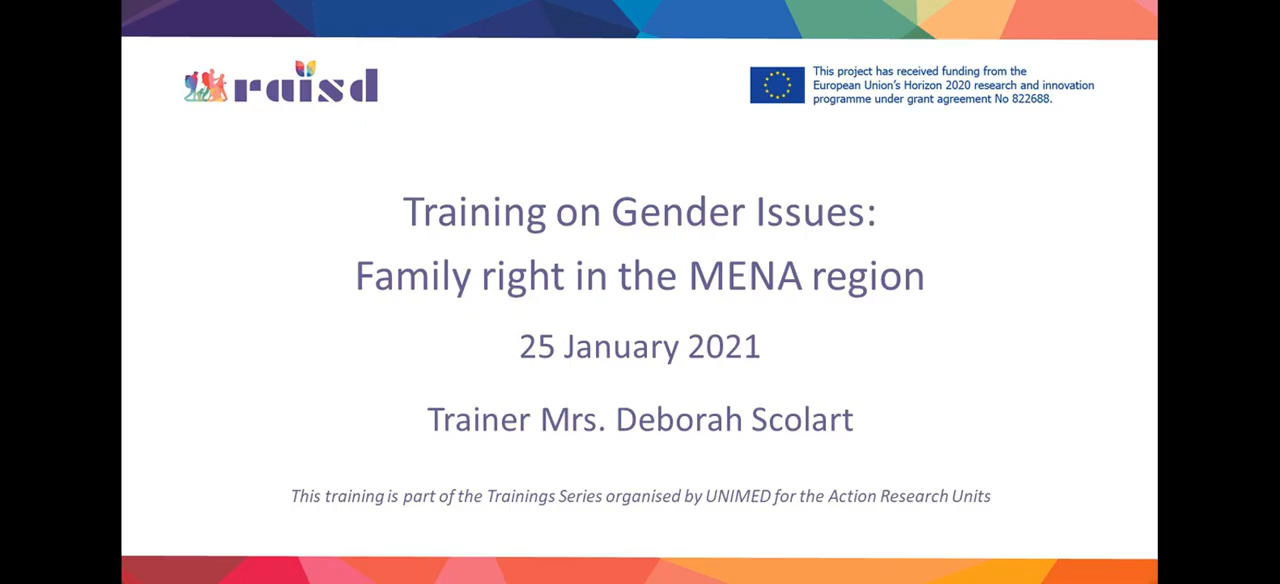 raisd
This project has received funding from the
European Union's Horizon 2020 research and innovation
programme under grant agreement No 822688.
Training on Gender Issues:
Family right in the MENA region
25 January 2021
Trainer Mrs. Deborah Scolart
This training is part of the Trainings Series organised by UNIMED for the Action Research Units